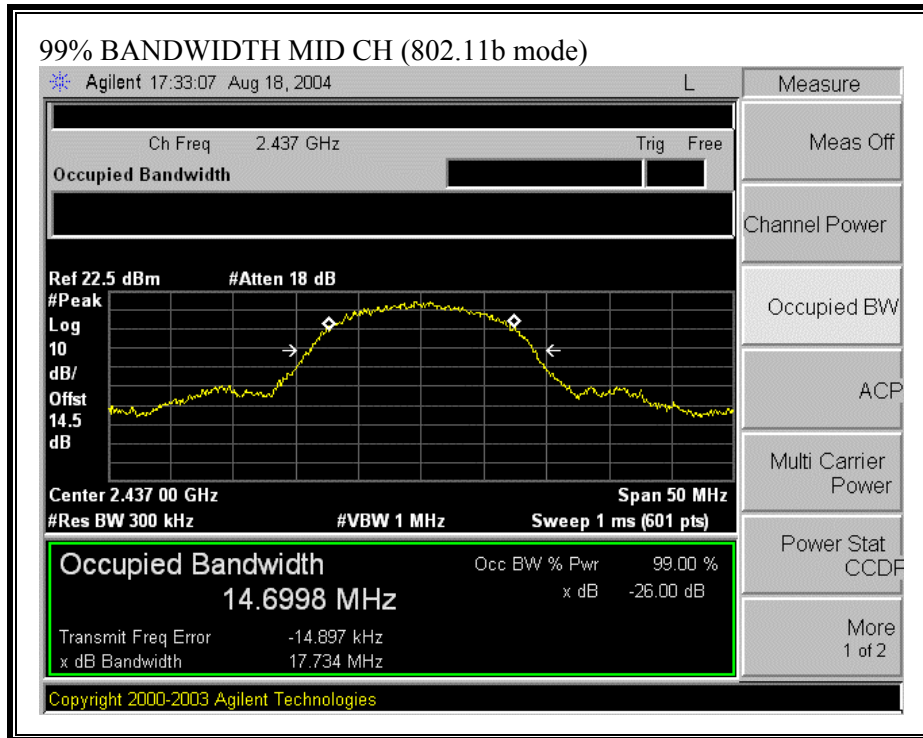 99% BANDWIDTH MID CH (802.11b mode)
Agilent 17:33:07 Aug 18, 2004 L
Measure
Ch Freq 2.437 GHz Trig Free
Occupied Bandwidth
Meas Off
Channel Power
Occupied BW
ACP
Multi Carrier
Power
Power Stat
CCDF
More
1 of 2
Ref 22.5 dBm #Atten 18 dB
#Peak
Log
10
dB/
Offst
14.5
dB
Center 2.437 00 GHz Span 50 MHz
#Res BW 300 kHz #VBW 1 MHz Sweep 1 ms (601 pts)
Occupied Bandwidth Occ BW % Pwr 99.00 %
14.6998 MHz x dB -26.00 dB
Transmit Freq Error -14.897 kHz
x dB Bandwidth 17.734 MHz
Copyright 2000-2003 Agilent Technologies